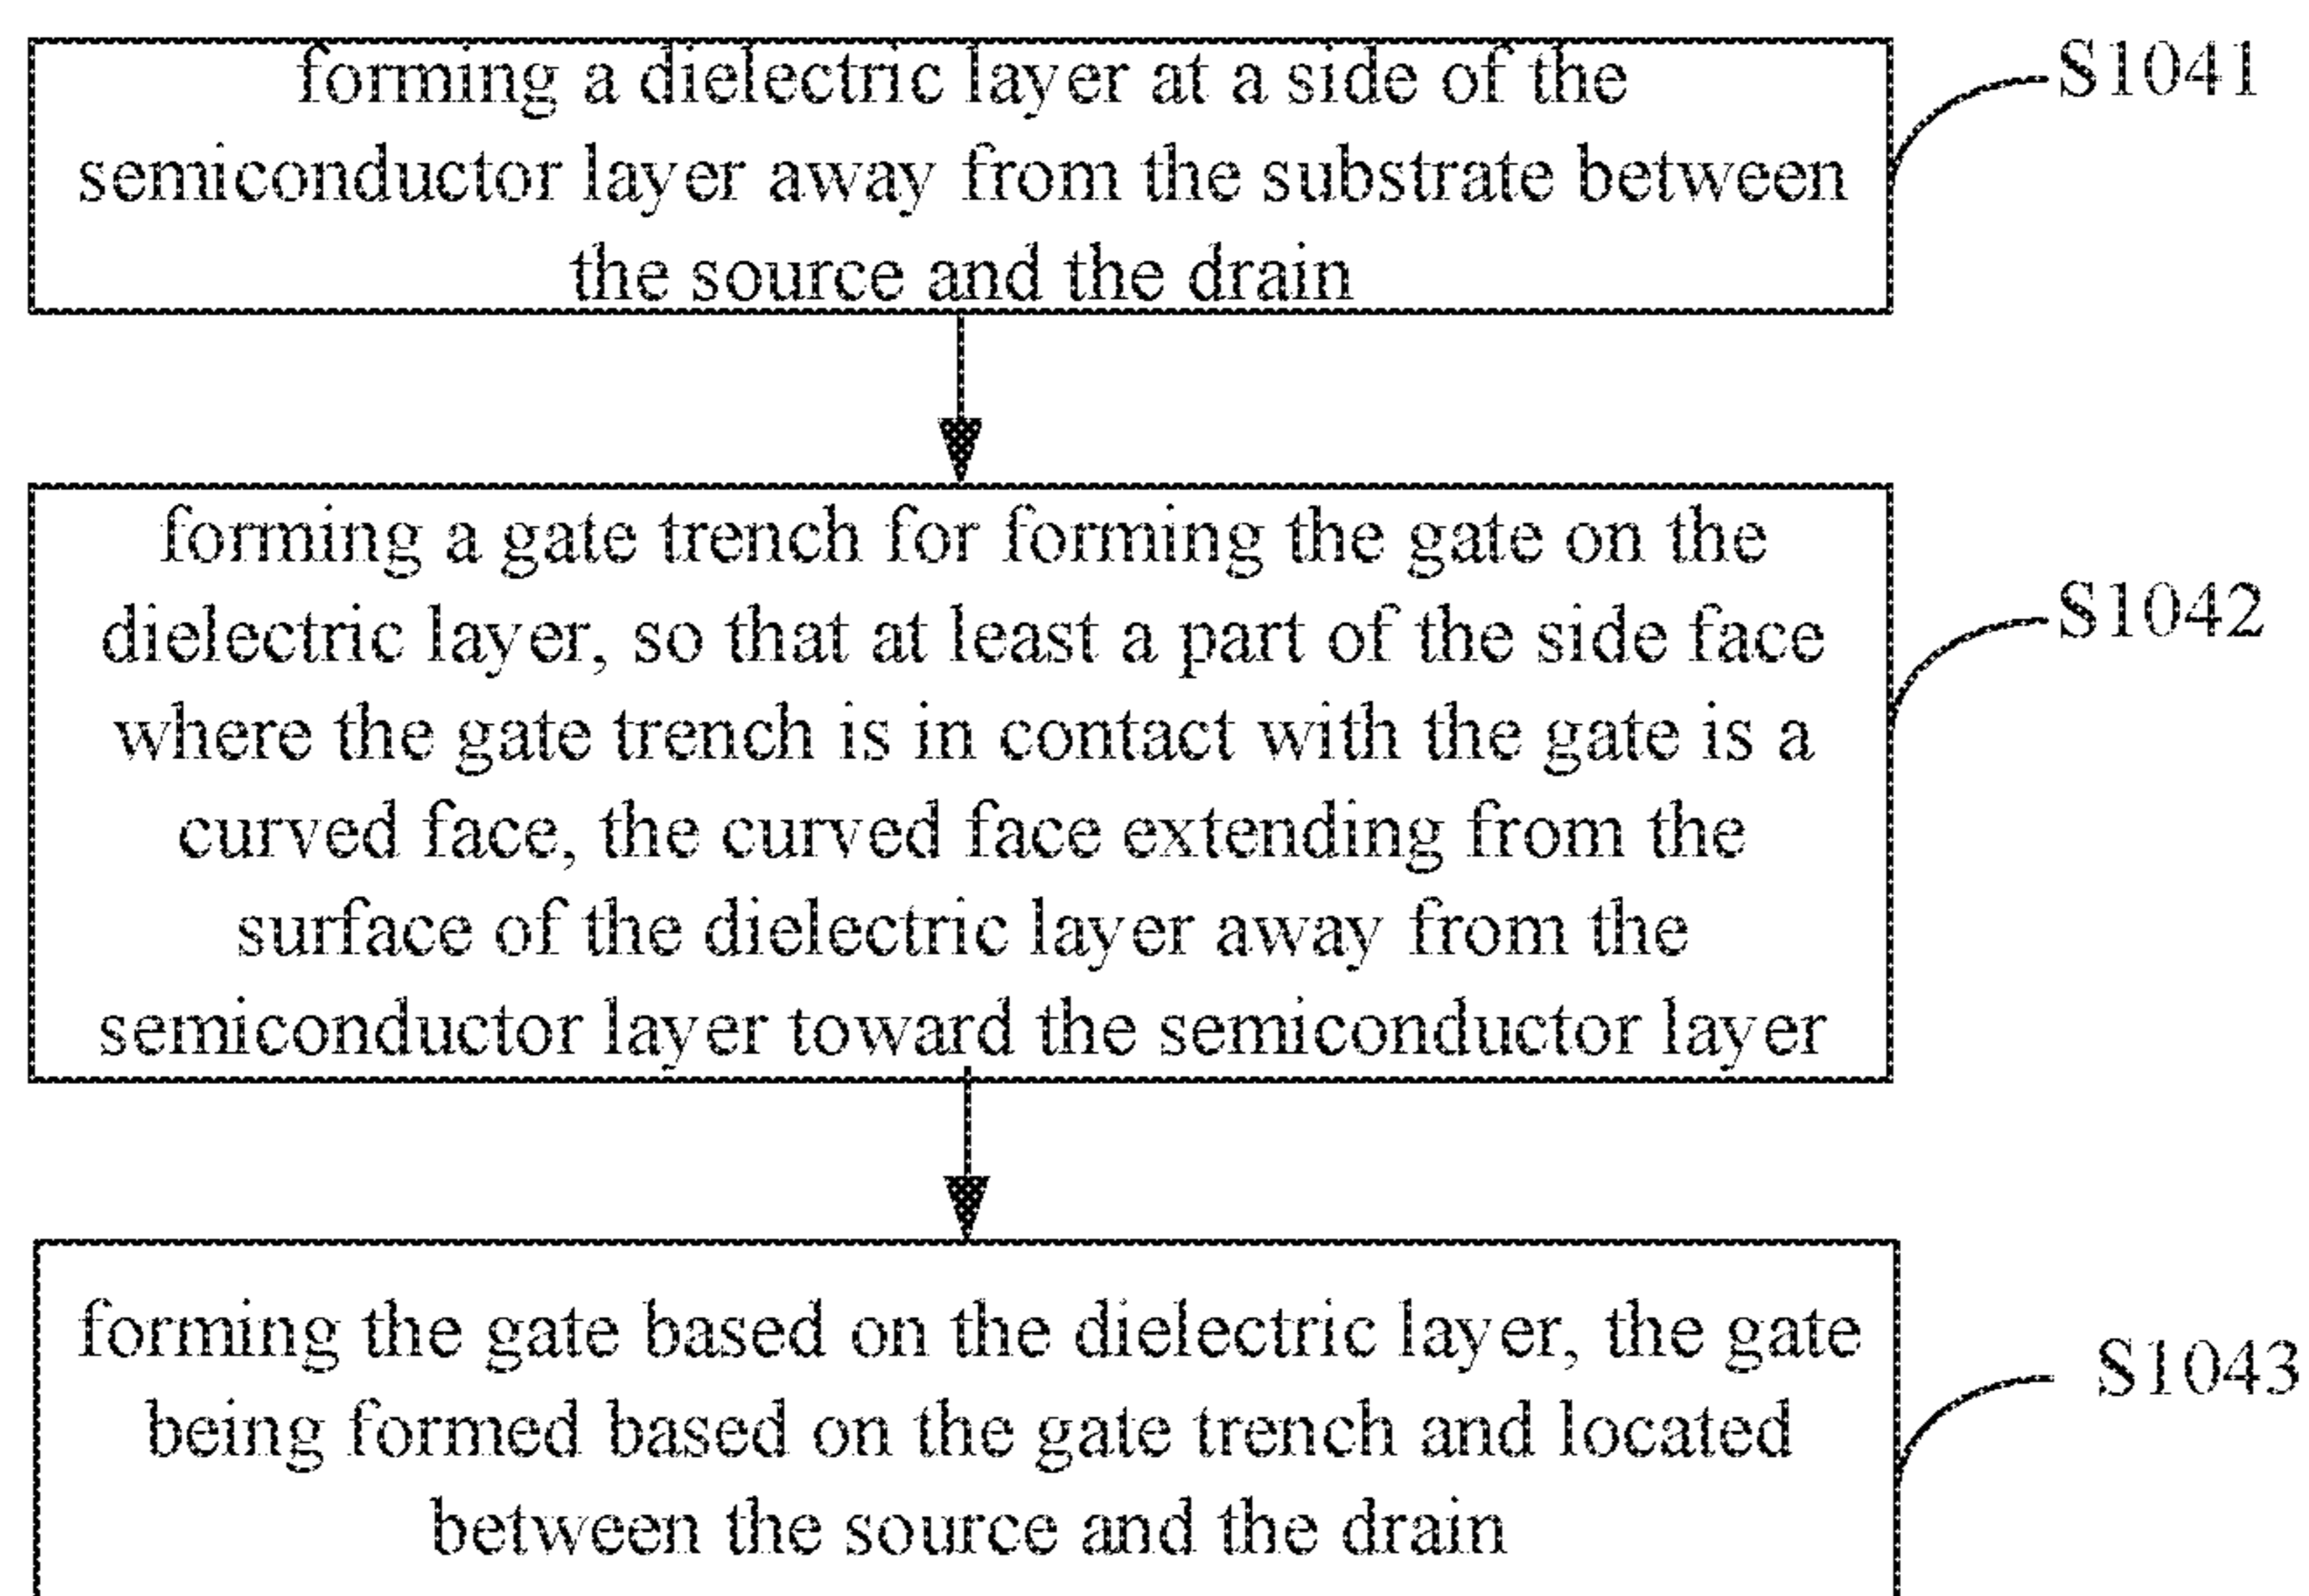 forming a dielectric layer at a side of the
semiconductor layer away from the substrate between
the source and the drain
S1041
forming a gate trench for forming the gate on the
dielectric layer, so that at least a part of the side face
where the gate trench is in contact with the gate is a
curved face, the curved face extending from the
surface of the dielectric layer away from the
semiconductor layer toward the semiconductor layer
S1042
forming the gate based on the dielectric layer, the gate
being formed based on the gate trench and located
between the source and the drain
S1043